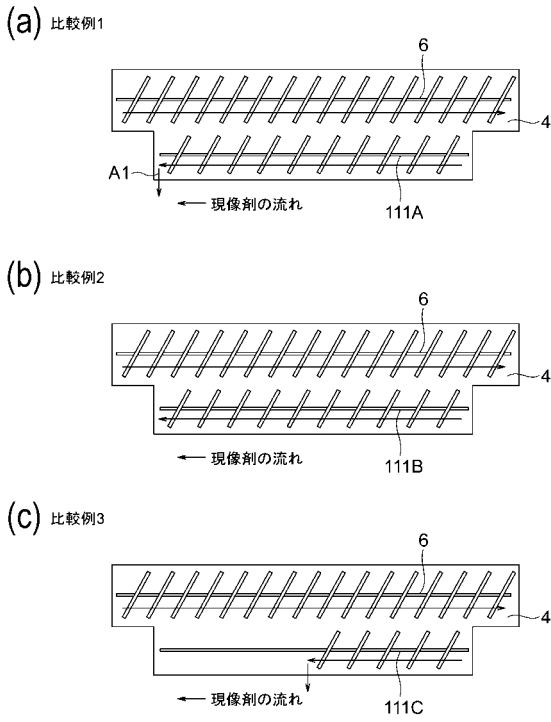 (a) 比較例1
6
4
A1
111A
現像剤の流れ
(b) 比較例2
6
4
111B
現像剤の流れ
(c) 比較例3
6
4
111C
現像剤の流れ